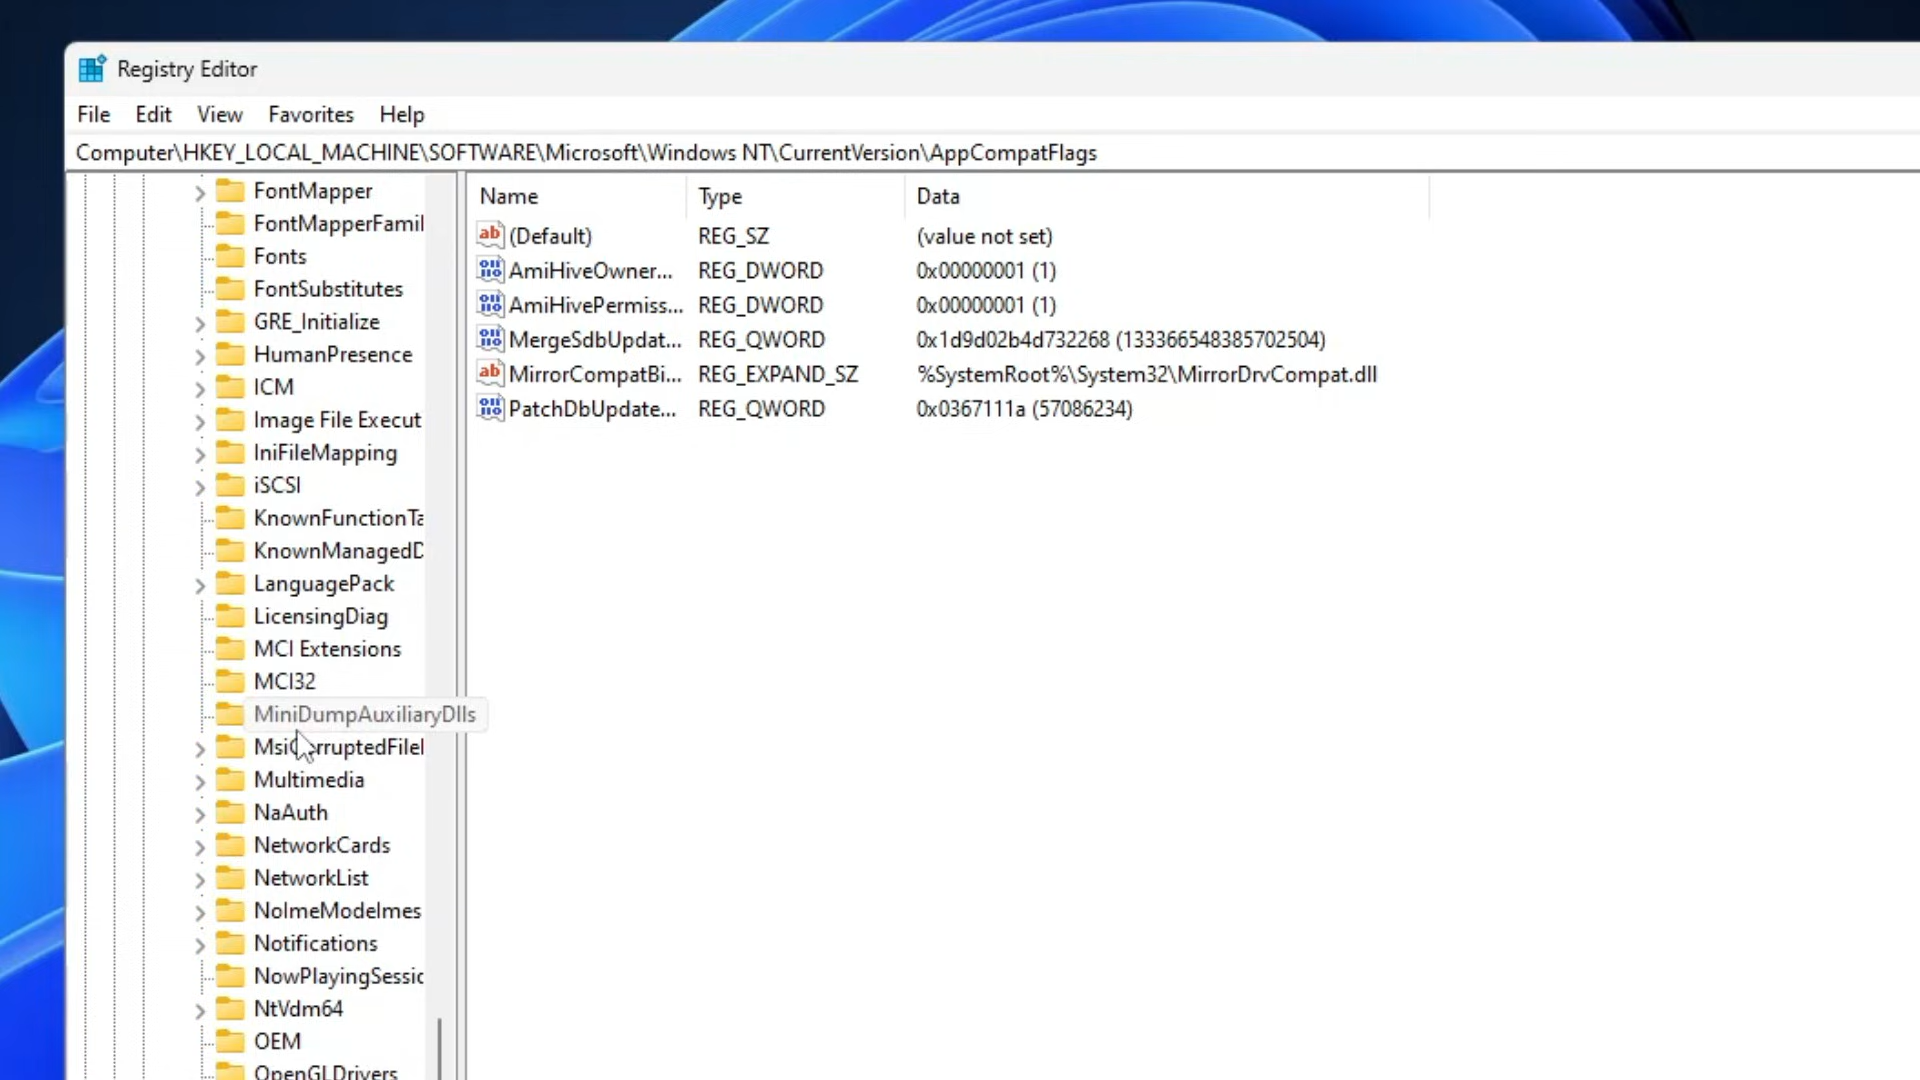 Registry Editor
File Edit View Favorites Help
Computer\HKEY_LOCAL_MACHINE\SOFTWARE\Microsoft\Windows NT\CurrentVersion\AppCompatFlags
FontMapper
FontMapperFamil
Fonts
FontSubstitutes
GRE_Initialize
HumanPresence
ICM
Image File Execut
IniFileMapping
iSCSI
KnownFunctionTa
KnownManagedD
LanguagePack
LicensingDiag
MCI Extensions
MCI32
MiniDumpAuxiliaryDlls
MsiCorruptedFileI
Multimedia
NaAuth
NetworkCards
NetworkList
NoImeModeImes
Notifications
NowPlayingSessic
NtVdm64
OEM
OpenGLDrivers
Name Type Data
(Default) REG_SZ (value not set)
AmiHiveOwner... REG_DWORD 0x00000001 (1)
AmiHivePermiss... REG_DWORD 0x00000001 (1)
MergeSdbUpdat... REG_QWORD 0x1d9d02b4d732268 (133366548385702504)
MirrorCompatBi... REG_EXPAND_SZ %SystemRoot%\System32\MirrorDrvCompat.dll
PatchDbUpdate... REG_QWORD 0x0367111a (57086234)